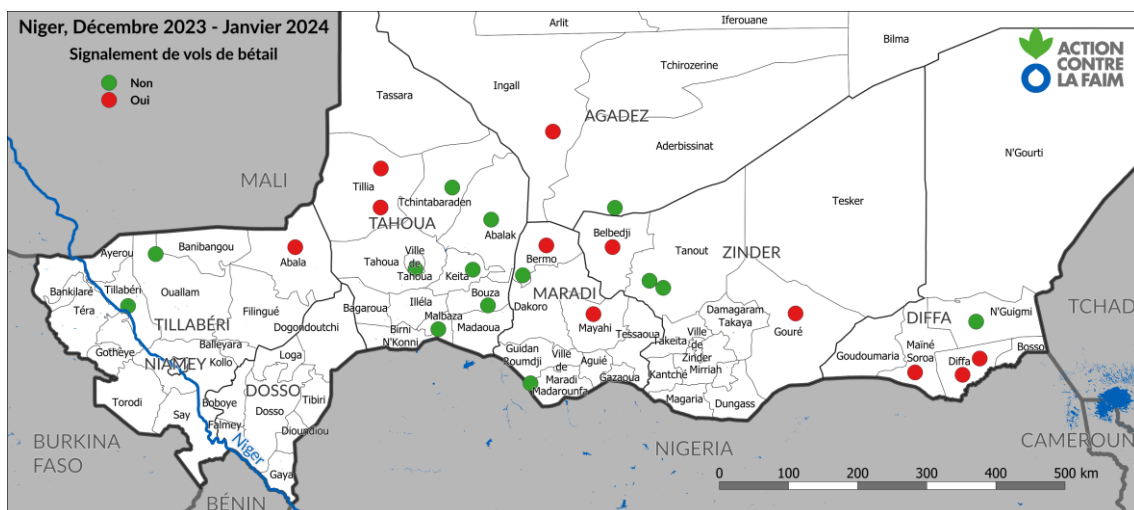 Niger, Décembre 2023 - Janvier 2024
Signalement de vols de bétail
Non
Oui
ACTION
CONTRE
LA FAIM
Arlit
Iferouane
Bilma
Tchirozerine
Ingall
Tassara
AGADEZ
Aderbissinat
N'Gourti
MALI
Tillia
Tchintabaraden
Tesker
TAHOUA
Abalak
Belbedji
Tanout
ZINDER
Ayerou
Banibangou
Abala
Tahoua
Ville
de
Tahoua
Keita
Bermo
Bankilaré
Tillabéri
Ouallam
Téra
Filingué
Bagaroua
Illéla
Bouza
Dakoro
MARADI
Mayahi
Damagaram
Takaya
Gouré
DIFFA
N'Guigmi
TCHAD
TILLABÉRI
Dogondoutchi
Birni
N'Konni
Malbaza
Madaoua
Tessaoua
Takeita
Ville
de
Zinder
Mirriah
Goudoumaria
Maïné
Soroa
Diffa
Bosso
Gothèye
Balleyara
NIAMEY
Kollo
Loga
Guidan
Roumdji
Ville
de
Maradi
Aguié
Gazaoua
Madarounfa
Kantché
Magaria
Dungass
Torodi
Say
Boboye
DOSSO
Dosso
Tibiri
Falmey
Dioundiou
Gaya
Niger
BURKINA
FASO
BÉNIN
NIGERIA
CAMEROUN
0 100 200 300 400 500 km